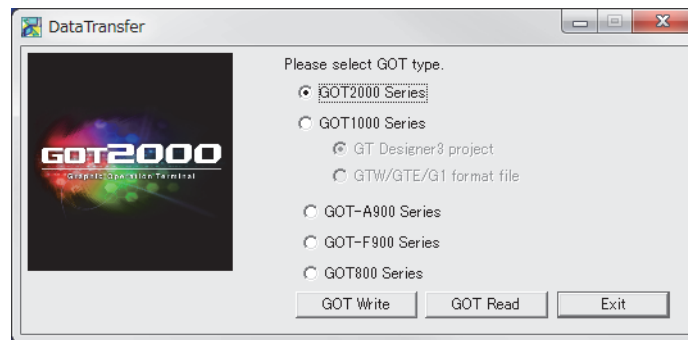 DataTransfer
Please select GOT type.
GOT2000 Series
GOT1000 Series
GT Designer3 project
GTW/GTE/G1 format file
GOT-A900 Series
GOT-F900 Series
GOT800 Series
GOT2000
Graphic Operation Terminal
GOT Write GOT Read Exit